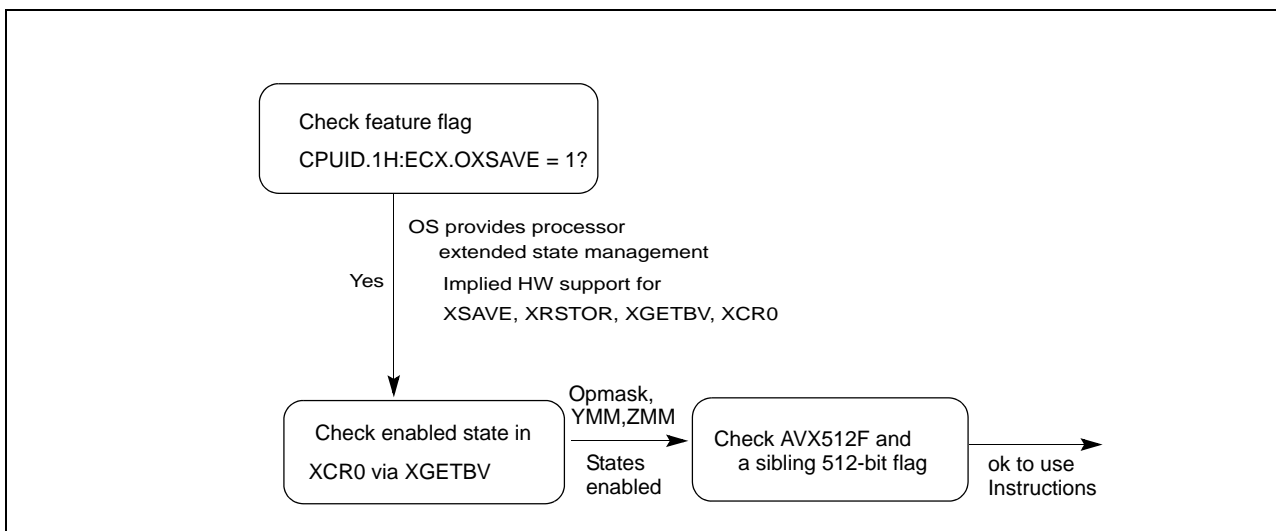 Check feature flag
CPUID.1H:ECX.OXSAVE = 1?
OS provides processor
extended state management
Yes
Implied HW support for
XSAVE, XRSTOR, XGETBV, XCR0
Check enabled state in
XCR0 via XGETBV
Opmask,
YMM,ZMM
States
enabled
Check AVX512F and
a sibling 512-bit flag
ok to use
Instructions